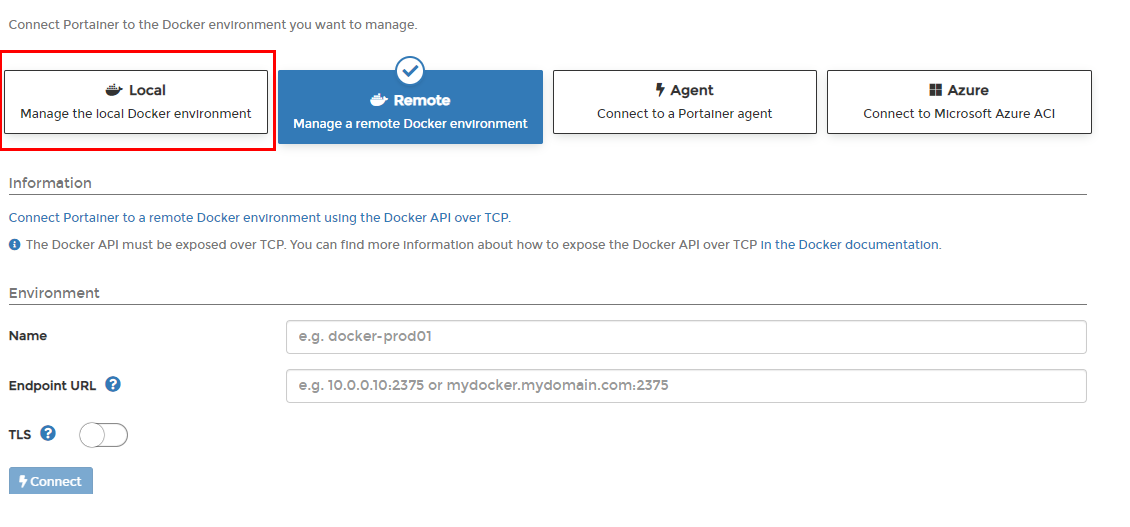 Connect Portainer to the Docker environment you want to manage.
Local
Manage the local Docker environment
Remote
Manage a remote Docker environment
Agent
Connect to a Portainer agent
Azure
Connect to Microsoft Azure ACI
Information
Connect Portainer to a remote Docker environment using the Docker API over TCP.
The Docker API must be exposed over TCP. You can find more information about how to expose the Docker API over TCP in the Docker documentation.
Environment
Name
e.g. docker-prod01
Endpoint URL
e.g. 10.0.0.10:2375 or mydocker.mydomain.com:2375
TLS
Connect